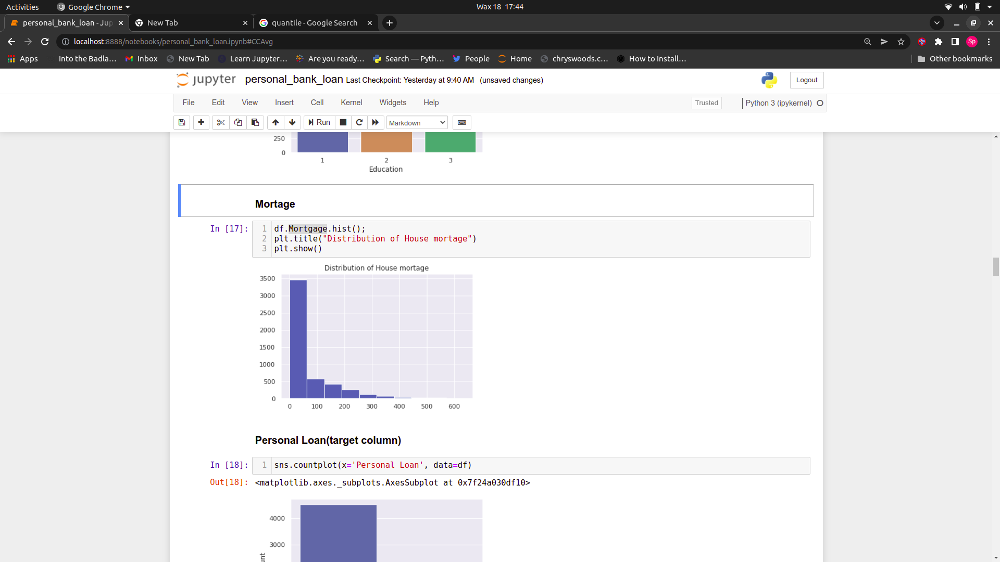 Activities Google Chrome Wax 18 17:44
personal_bank_loan - Jup New Tab quantile - Google Search
localhost:8888/notebooks/personal_bank_loan.ipynb#CCAvg Sp
Apps Into the Badla… Inbox New Tab Learn Jupyter… Are you ready… Search — Pyth… People Home chryswoods.c… How to Install… Other bookmarks
jupyter personal_bank_loan Last Checkpoint: Yesterday at 9:40 AM (unsaved changes) Logout
File Edit View Insert Cell Kernel Widgets Help Trusted Python 3 (ipykernel)
Run Markdown
250
0
1 2 3
Education
Mortage
In [17]: 1 df.Mortgage.hist();
2 plt.title("Distribution of House mortage")
3 plt.show()
Distribution of House mortage
3500
3000
2500
2000
1500
1000
500
0
0 100 200 300 400 500 600
Personal Loan(target column)
In [18]: 1 sns.countplot(x='Personal Loan', data=df)
Out[18]: <matplotlib.axes._subplots.AxesSubplot at 0x7f24a030df10>
4000
3000
unt